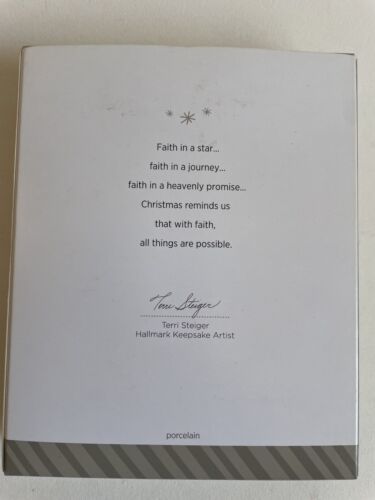 Faith in a star...
faith in a journey...
faith in a heavenly promise...
Christmas reminds us
that with faith,
all things are possible.
Terri Steiger
Terri Steiger
Hallmark Keepsake Artist
porcelain